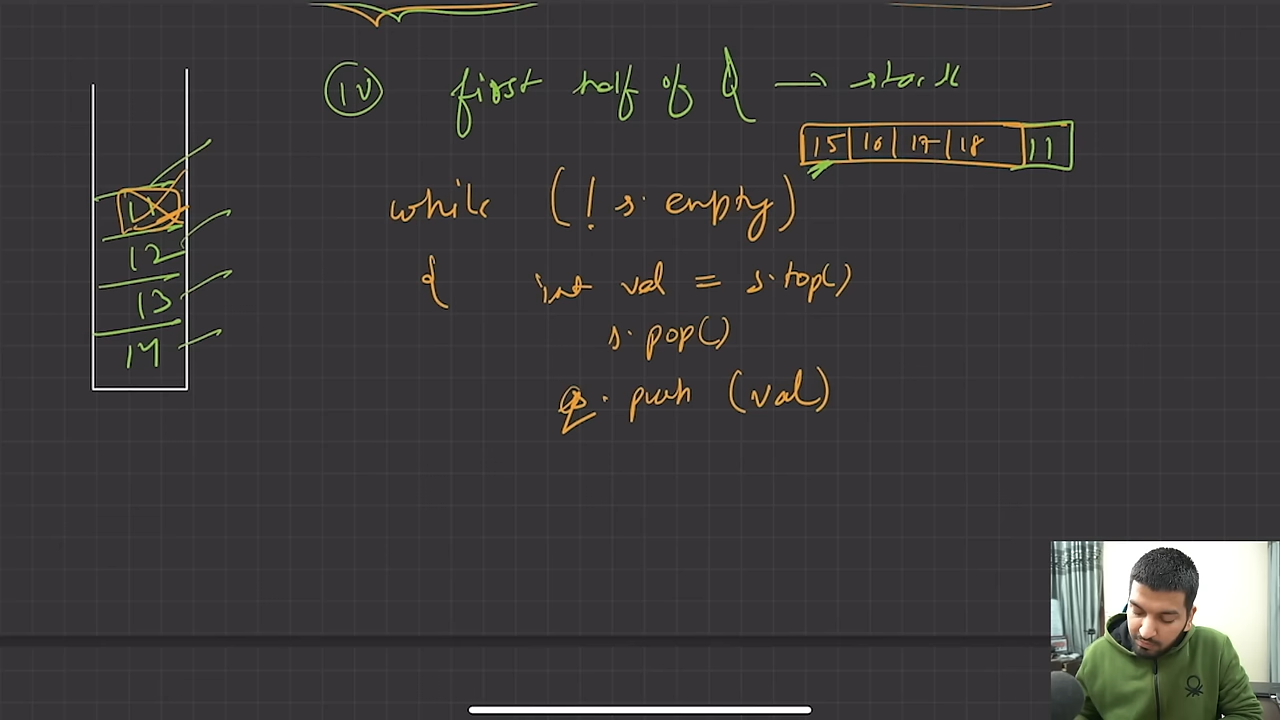 (iv) first half of Q → stack
15 | 16 | 17 | 18 | 11
while (! s. empty)
{ int val = s.top()
s. pop()
q. push (val)
11
12
13
14